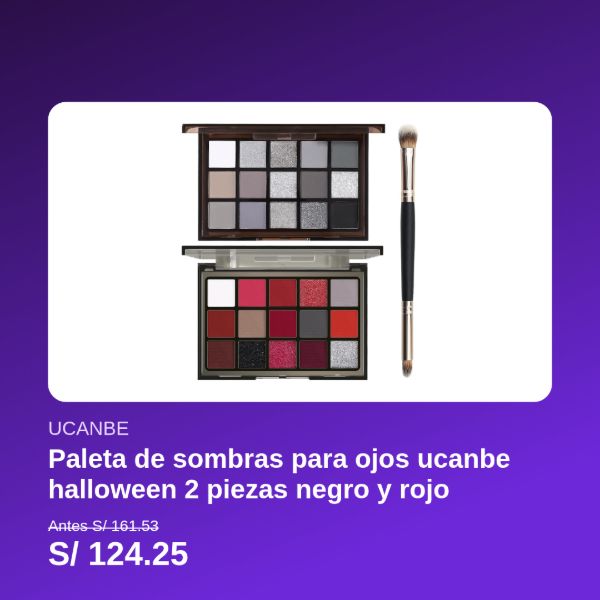 UCANBE
Paleta de sombras para ojos ucanbe
halloween 2 piezas negro y rojo
Antes S/ 161.53
S/ 124.25